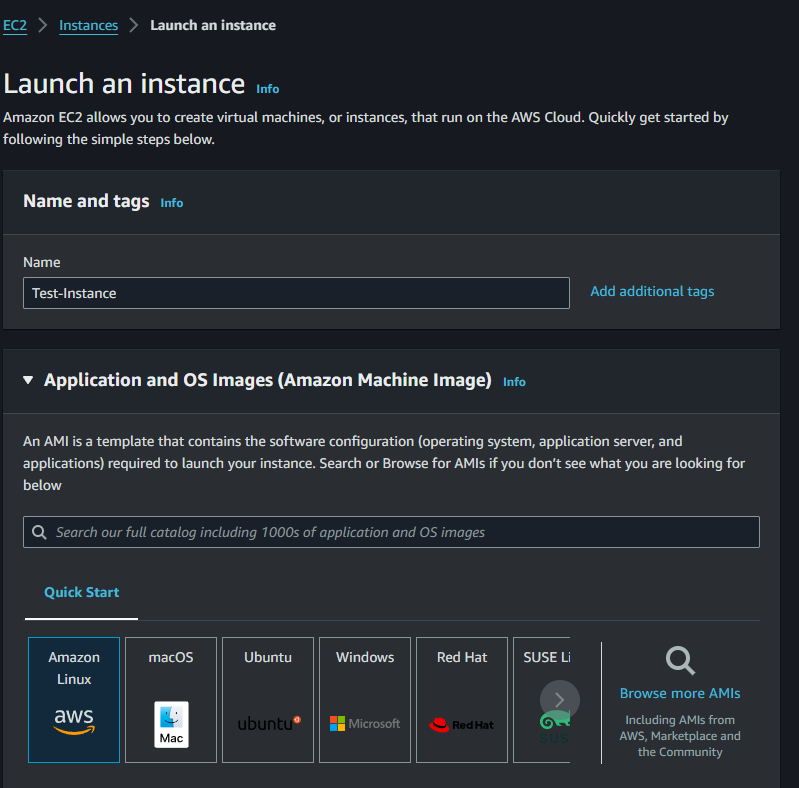 EC2 > Instances > Launch an instance
Launch an instance Info
Amazon EC2 allows you to create virtual machines, or instances, that run on the AWS Cloud. Quickly get started by
following the simple steps below.
Name and tags Info
Name
Test-Instance
Add additional tags
Application and OS Images (Amazon Machine Image) Info
An AMI is a template that contains the software configuration (operating system, application server, and
applications) required to launch your instance. Search or Browse for AMIs if you don’t see what you are looking for
below
Search our full catalog including 1000s of application and OS images
Quick Start
Amazon
Linux
aws
macOS
Mac
Ubuntu
ubuntu
Windows
Microsoft
Red Hat
Red Hat
SUSE Li
SUS
Browse more AMIs
Including AMIs from
AWS, Marketplace and
the Community